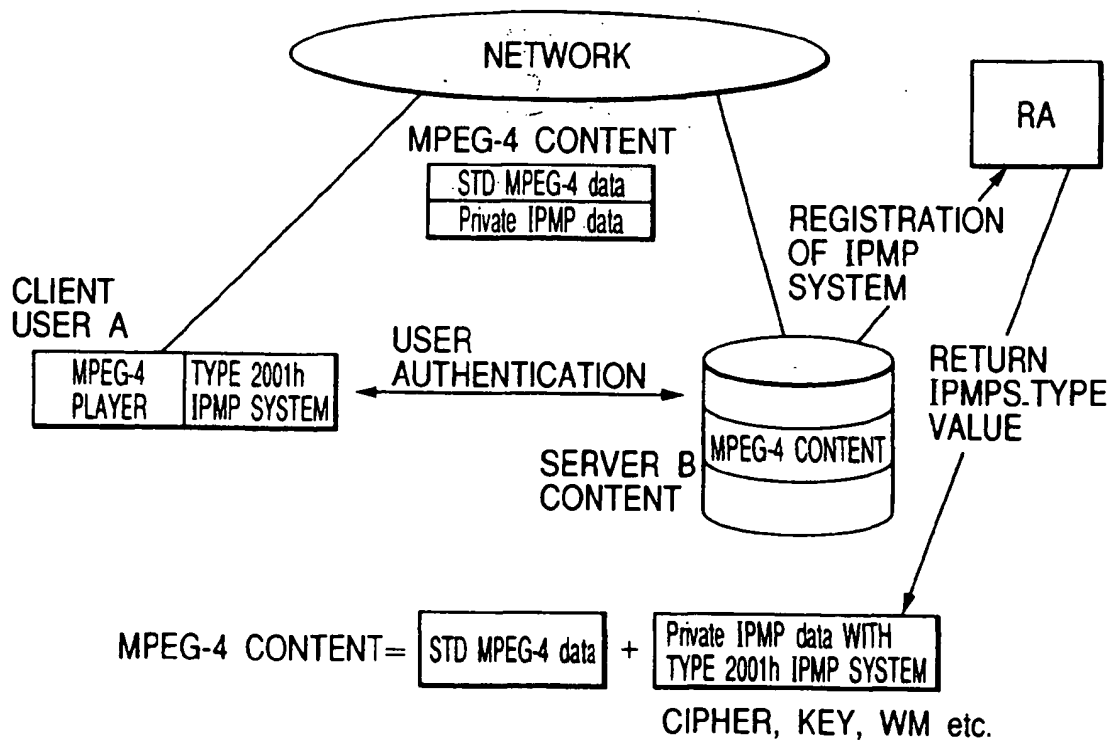 NETWORK
RA
MPEG-4 CONTENT
STD MPEG-4 data
Private IPMP data
REGISTRATION
OF IPMP
SYSTEM
CLIENT
USER A
MPEG-4
PLAYER
TYPE 2001h
IPMP SYSTEM
USER
AUTHENTICATION
RETURN
IPMPS_TYPE
VALUE
MPEG-4 CONTENT
SERVER B
CONTENT
MPEG-4 CONTENT= STD MPEG-4 data + Private IPMP data WITH
TYPE 2001h IPMP SYSTEM
CIPHER, KEY, WM etc.